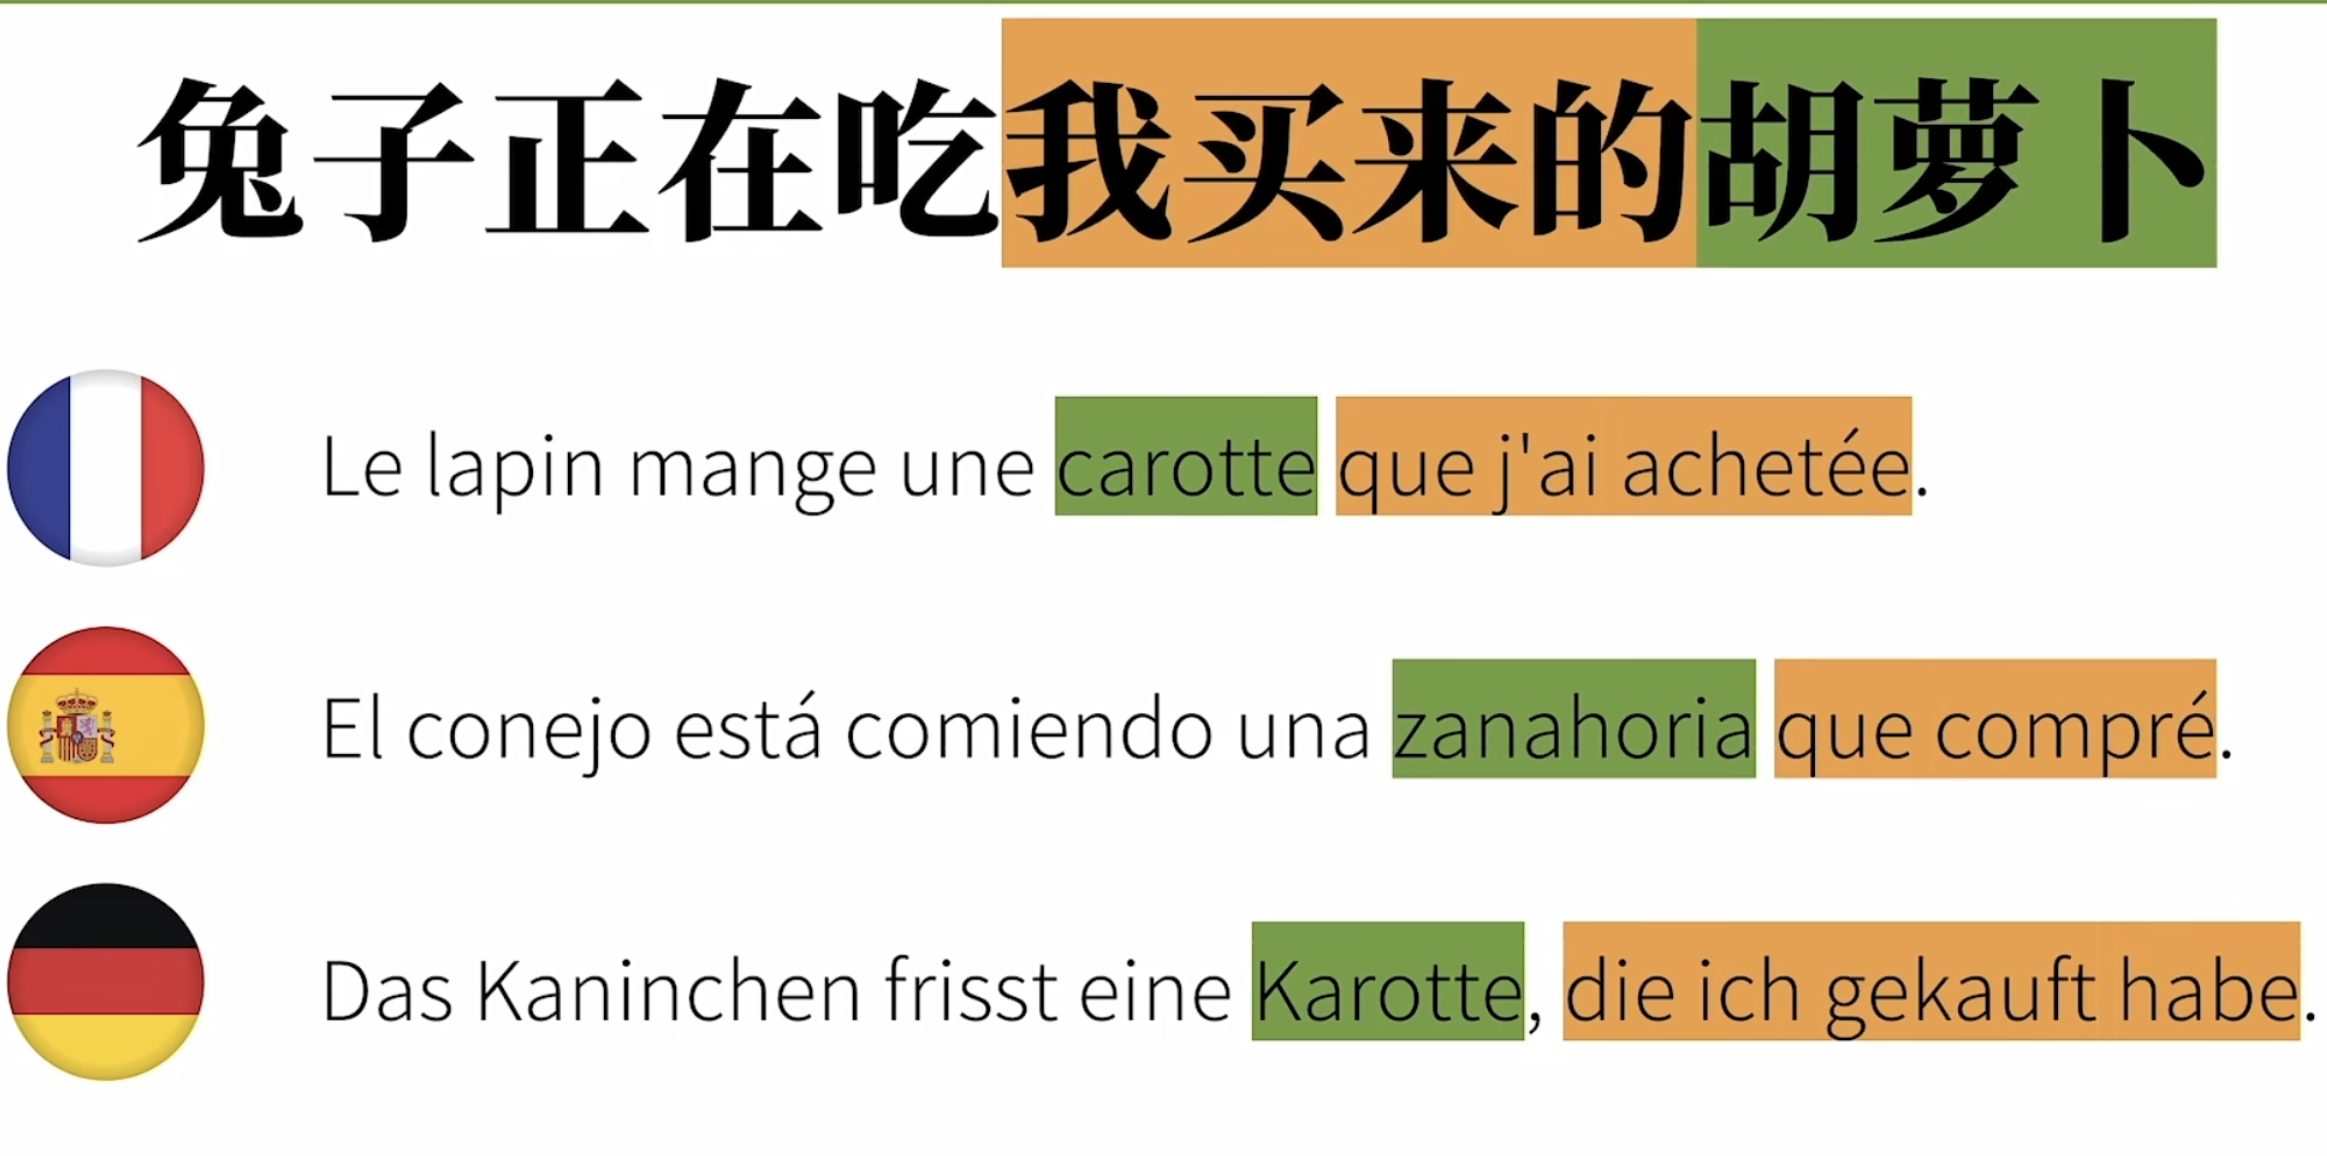 兔子正在吃我买来的胡萝卜
Le lapin mange une carotte que j'ai achetée.
El conejo está comiendo una zanahoria que compré.
Das Kaninchen frisst eine Karotte, die ich gekauft habe.